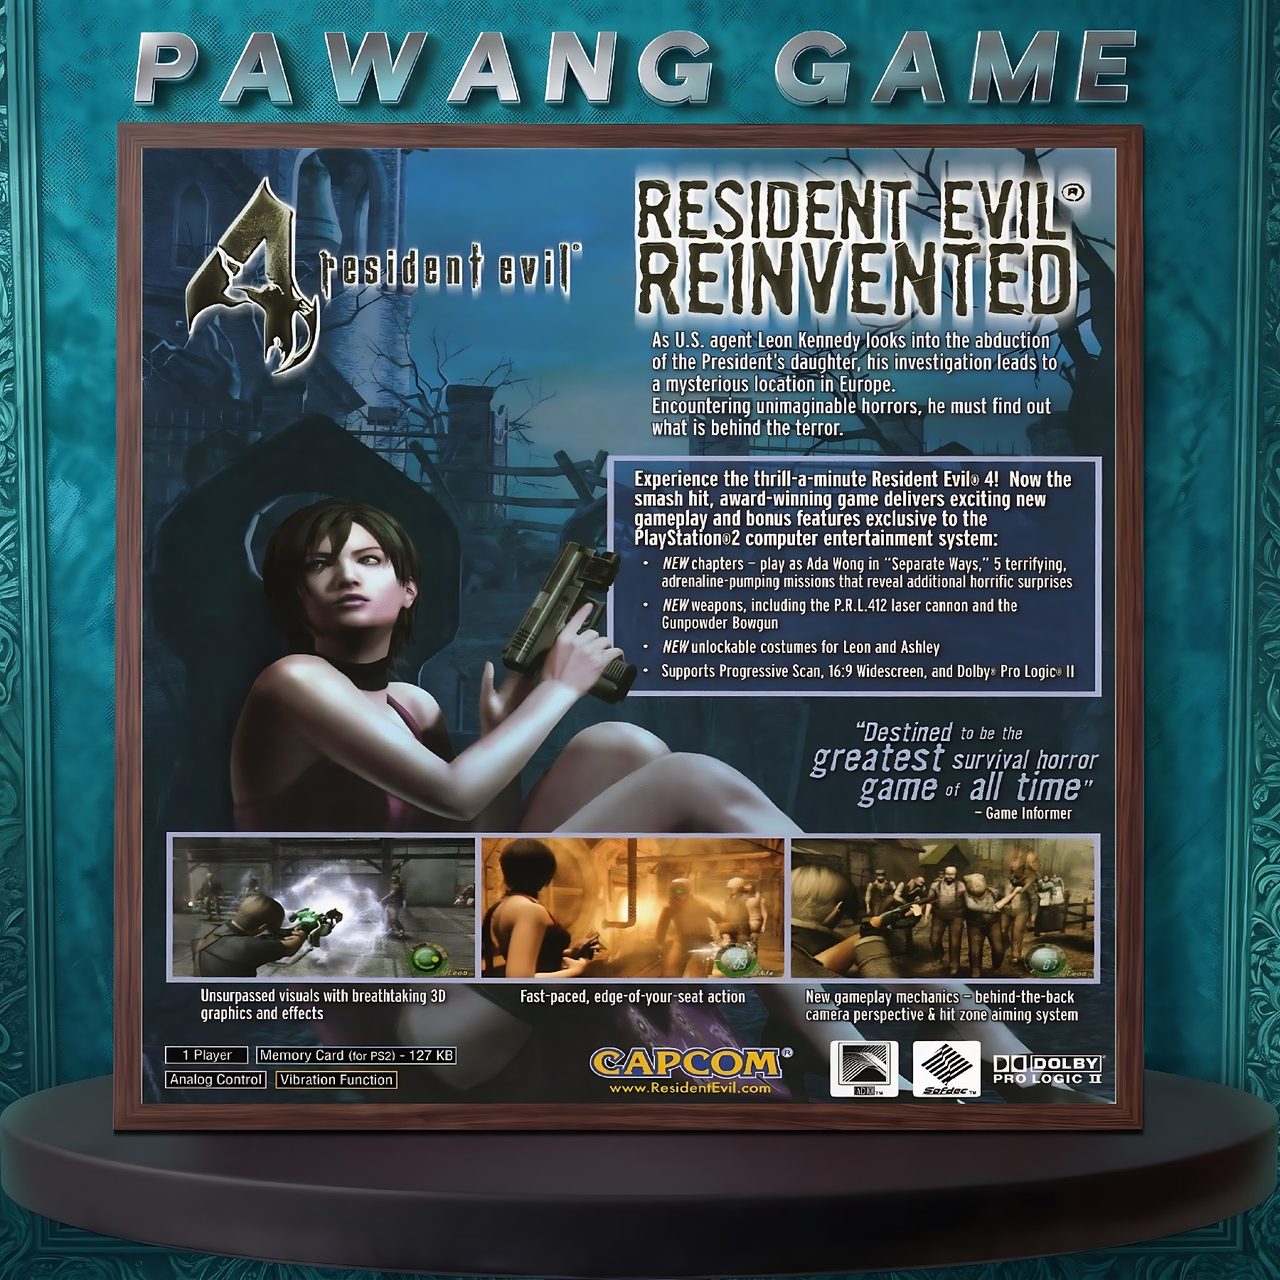 PAWANG GAME
4 resident evil®
RESIDENT EVIL®
REINVENTED
As U.S. agent Leon Kennedy looks into the abduction
of the President's daughter, his investigation leads to
a mysterious location in Europe.
Encountering unimaginable horrors, he must find out
what is behind the terror.
Experience the thrill-a-minute Resident Evil® 4! Now the
smash hit, award-winning game delivers exciting new
gameplay and bonus features exclusive to the
PlayStation®2 computer entertainment system:
• NEW chapters – play as Ada Wong in "Separate Ways," 5 terrifying,
adrenaline-pumping missions that reveal additional horrific surprises
• NEW weapons, including the P.R.L.412 laser cannon and the
Gunpowder Bowgun
• NEW unlockable costumes for Leon and Ashley
• Supports Progressive Scan, 16:9 Widescreen, and Dolby® Pro Logic® II
"Destined to be the
greatest survival horror
game of all time"
– Game Informer
Leon
Ada
Leon
Unsurpassed visuals with breathtaking 3D
graphics and effects
Fast-paced, edge-of-your-seat action
New gameplay mechanics – behind-the-back
camera perspective & hit zone aiming system
1 Player
Memory Card (for PS2) - 127 KB
Analog Control
Vibration Function
CAPCOM®
www.ResidentEvil.com
ADX™
Sofdec™
DOLBY
PRO LOGIC II